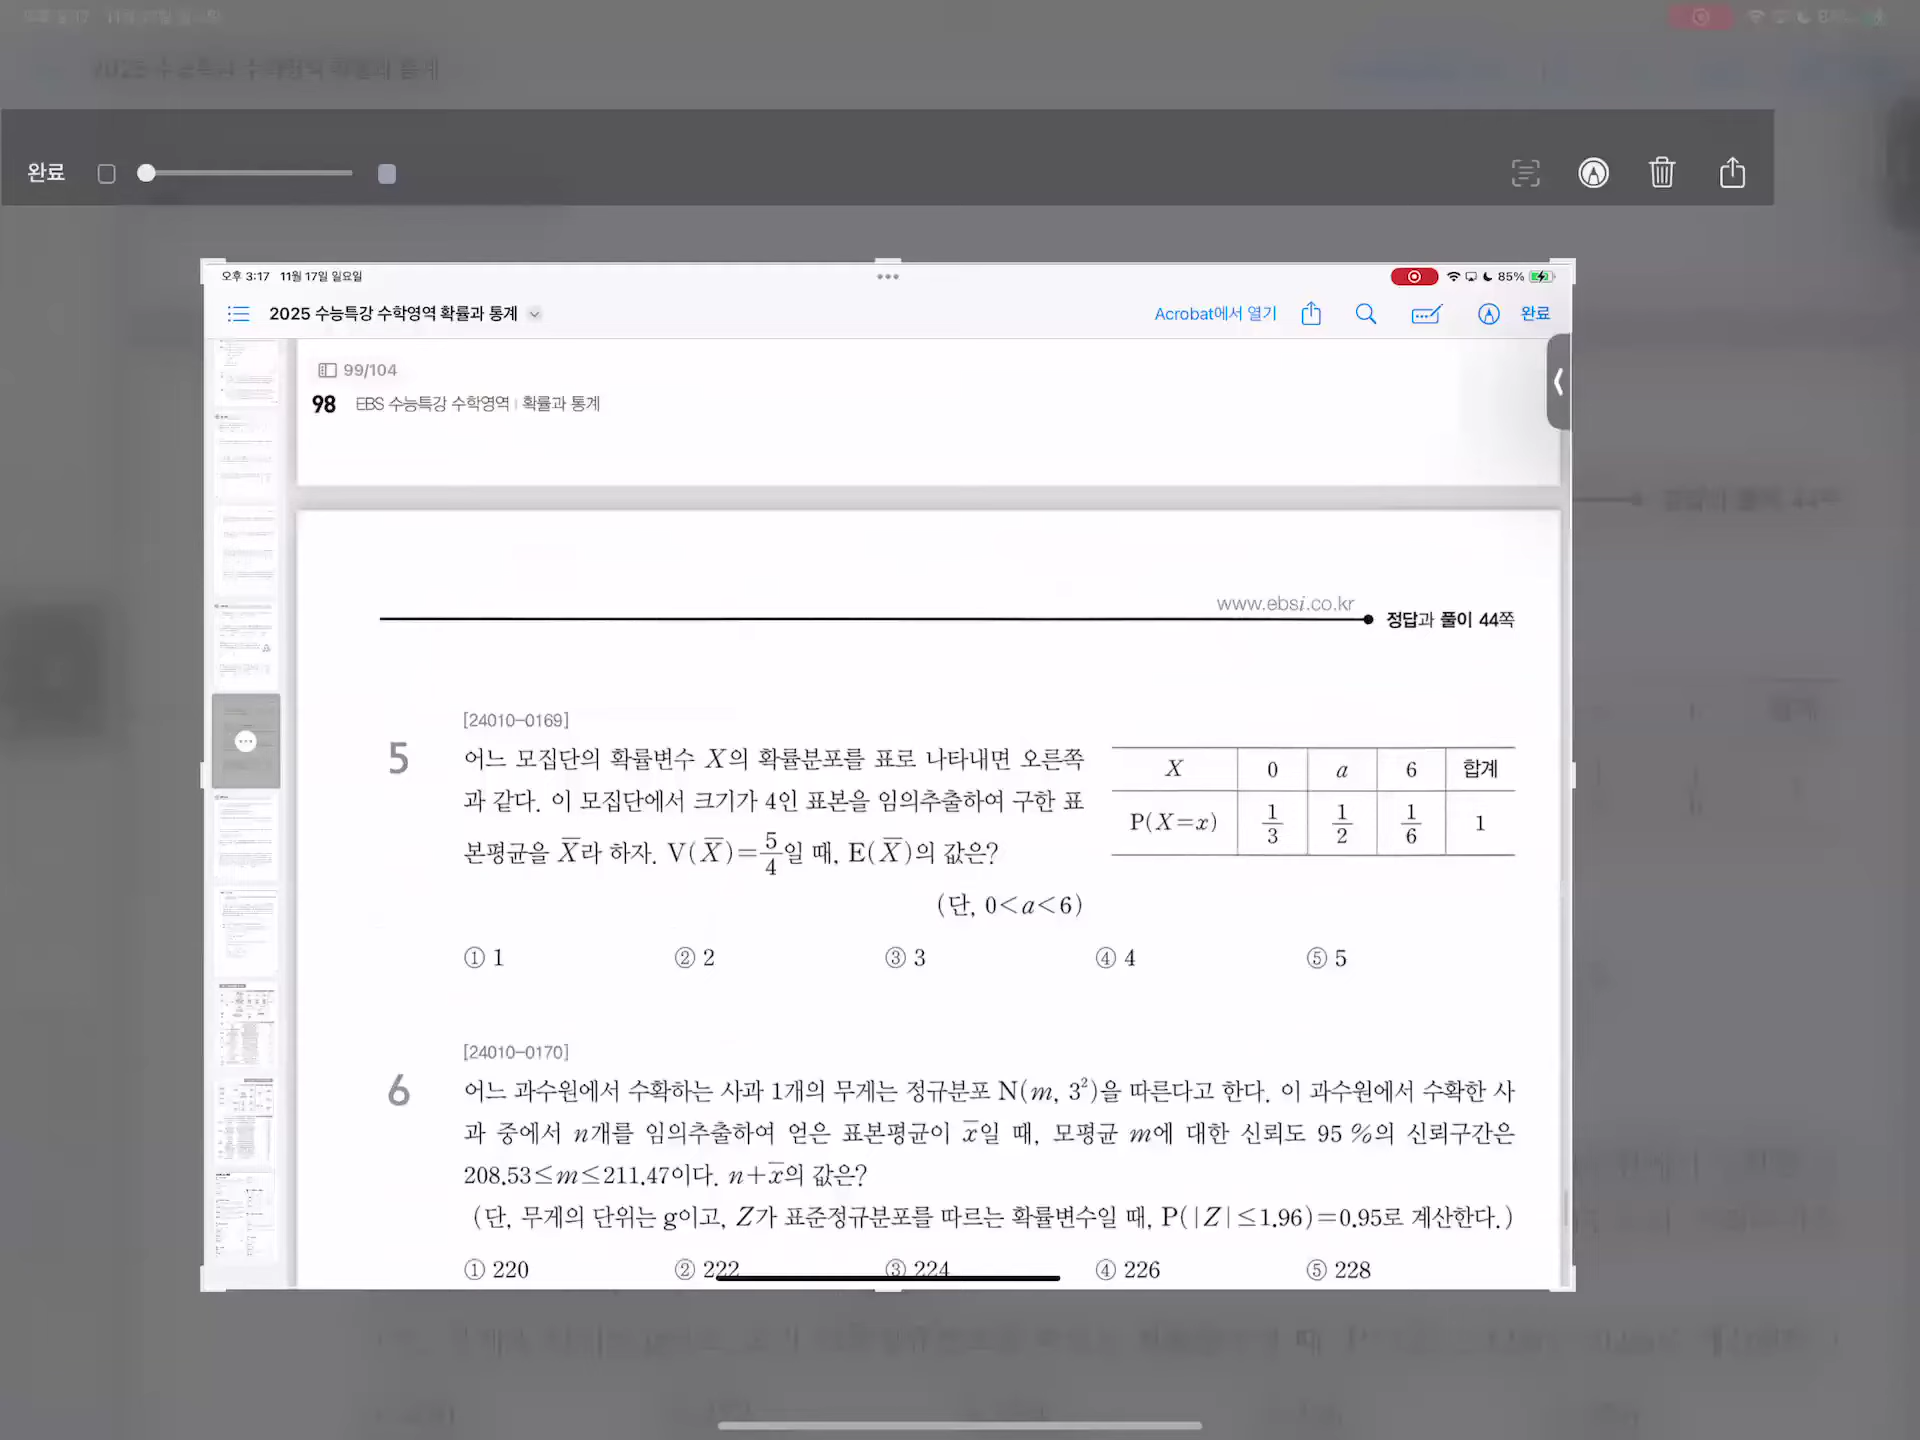 완료
오후 3:17 11월 17일 일요일
85%
2025 수능특강 수학영역 확률과 통계
Acrobat에서 열기
완료
99/104
98 EBS 수능특강 수학영역 | 확률과 통계
www.ebsi.co.kr
정답과 풀이 44쪽
[24010-0169]
5 어느 모집단의 확률변수 X의 확률분포를 표로 나타내면 오른쪽
과 같다. 이 모집단에서 크기가 4인 표본을 임의추출하여 구한 표
본평균을 X̄라 하자. V(X̄)=5/4일 때, E(X̄)의 값은?
(단, 0<a<6)
X 0 a 6 합계
P(X=x) 1/3 1/2 1/6 1
① 1 ② 2 ③ 3 ④ 4 ⑤ 5
[24010-0170]
6 어느 과수원에서 수확하는 사과 1개의 무게는 정규분포 N(m, 3²)을 따른다고 한다. 이 과수원에서 수확한 사
과 중에서 n개를 임의추출하여 얻은 표본평균이 x̄일 때, 모평균 m에 대한 신뢰도 95 %의 신뢰구간은
208.53≤m≤211.47이다. n+x̄의 값은?
(단, 무게의 단위는 g이고, Z가 표준정규분포를 따르는 확률변수일 때, P(|Z|≤1.96)=0.95로 계산한다.)
① 220 ② 222 ③ 224 ④ 226 ⑤ 228